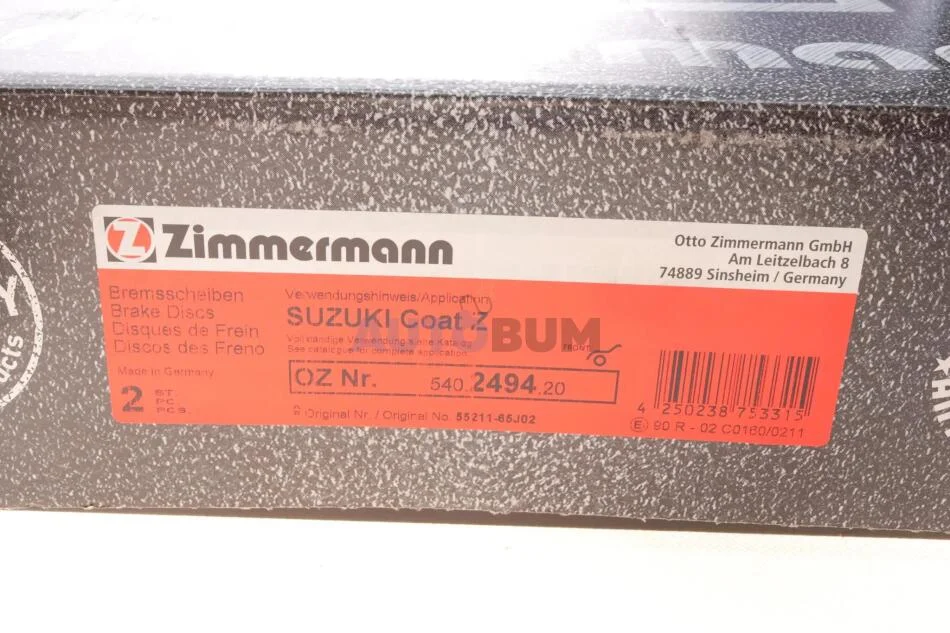 Zimmermann
Otto Zimmermann GmbH
Am Leitzelbach 8
74889 Sinsheim / Germany
Bremsscheiben
Brake Discs
Disques de Frein
Discos des Freno
Made in Germany
2 ST.
PC.
PCS.
Verwendungshinweis/Application
SUZUKI Coat Z
AUTOBUM
Vollständige Verwendung siehe Katalog
See catalogue for complete application
FRONT
OZ Nr. 540.2494.20
Original Nr. / Original No. 55211-65J02
4 250238 753315
E 90 R - 02 C0160/0211